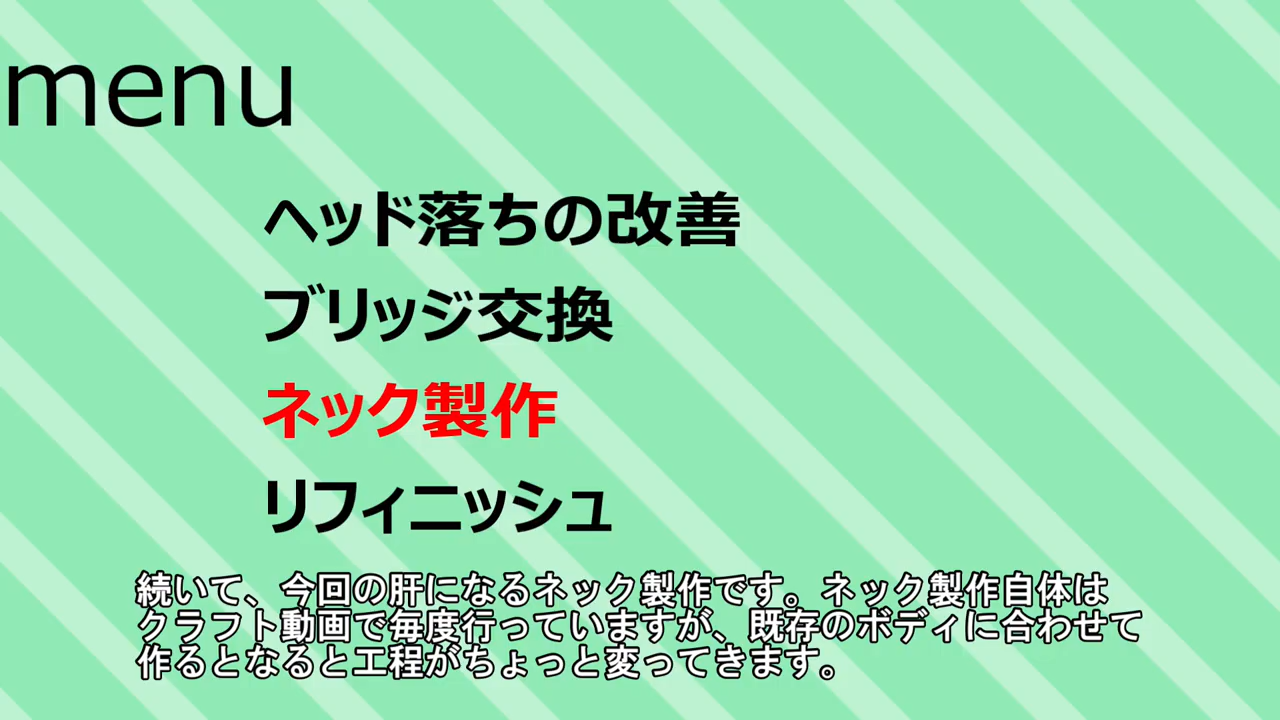 menu
ヘッド落ちの改善
ブリッジ交換
ネック製作
リフィニッシュ
続いて、今回の肝になるネック製作です。ネック製作自体は
クラフト動画で毎度行っていますが、既存のボディに合わせて
作るとなると工程がちょっと変ってきます。